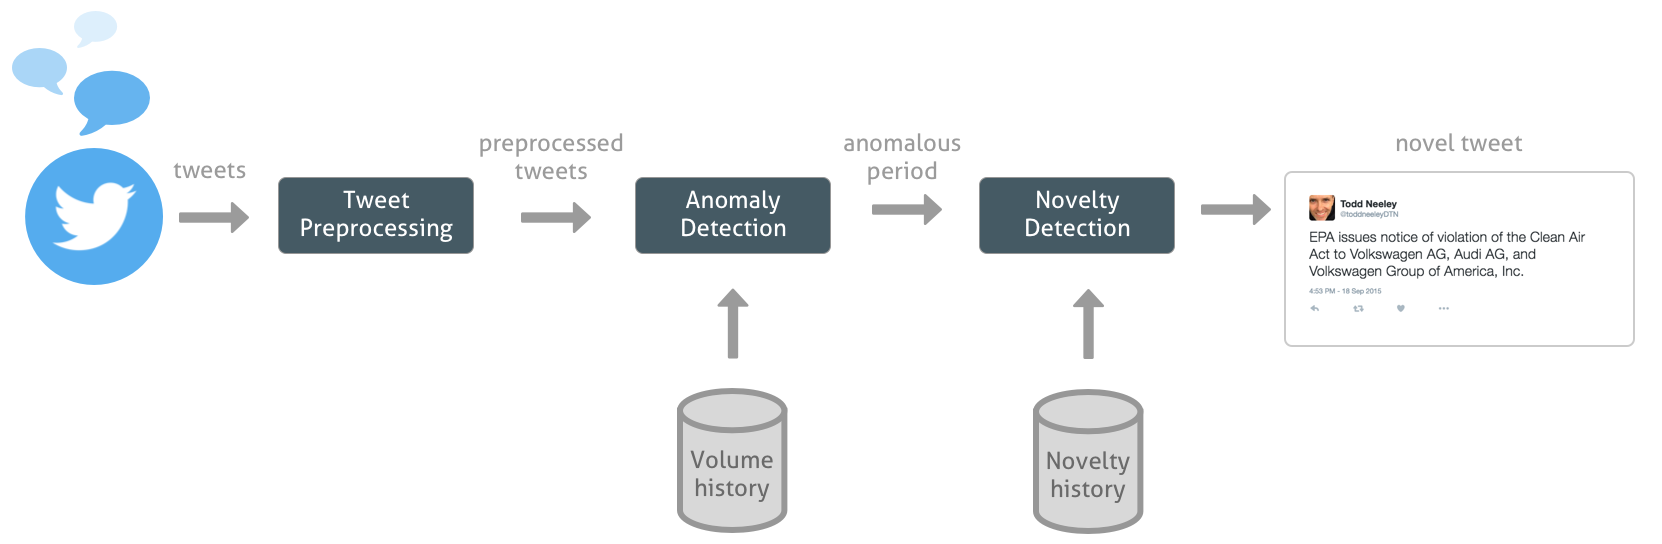 tweets
Tweet
Preprocessing
preprocessed
tweets
Anomaly
Detection
anomalous
period
Novelty
Detection
novel tweet
Todd Neeley
@toddneeleyDTN
EPA issues notice of violation of the Clean Air
Act to Volkswagen AG, Audi AG, and
Volkswagen Group of America, Inc.
4:53 PM - 18 Sep 2015
Volume
history
Novelty
history